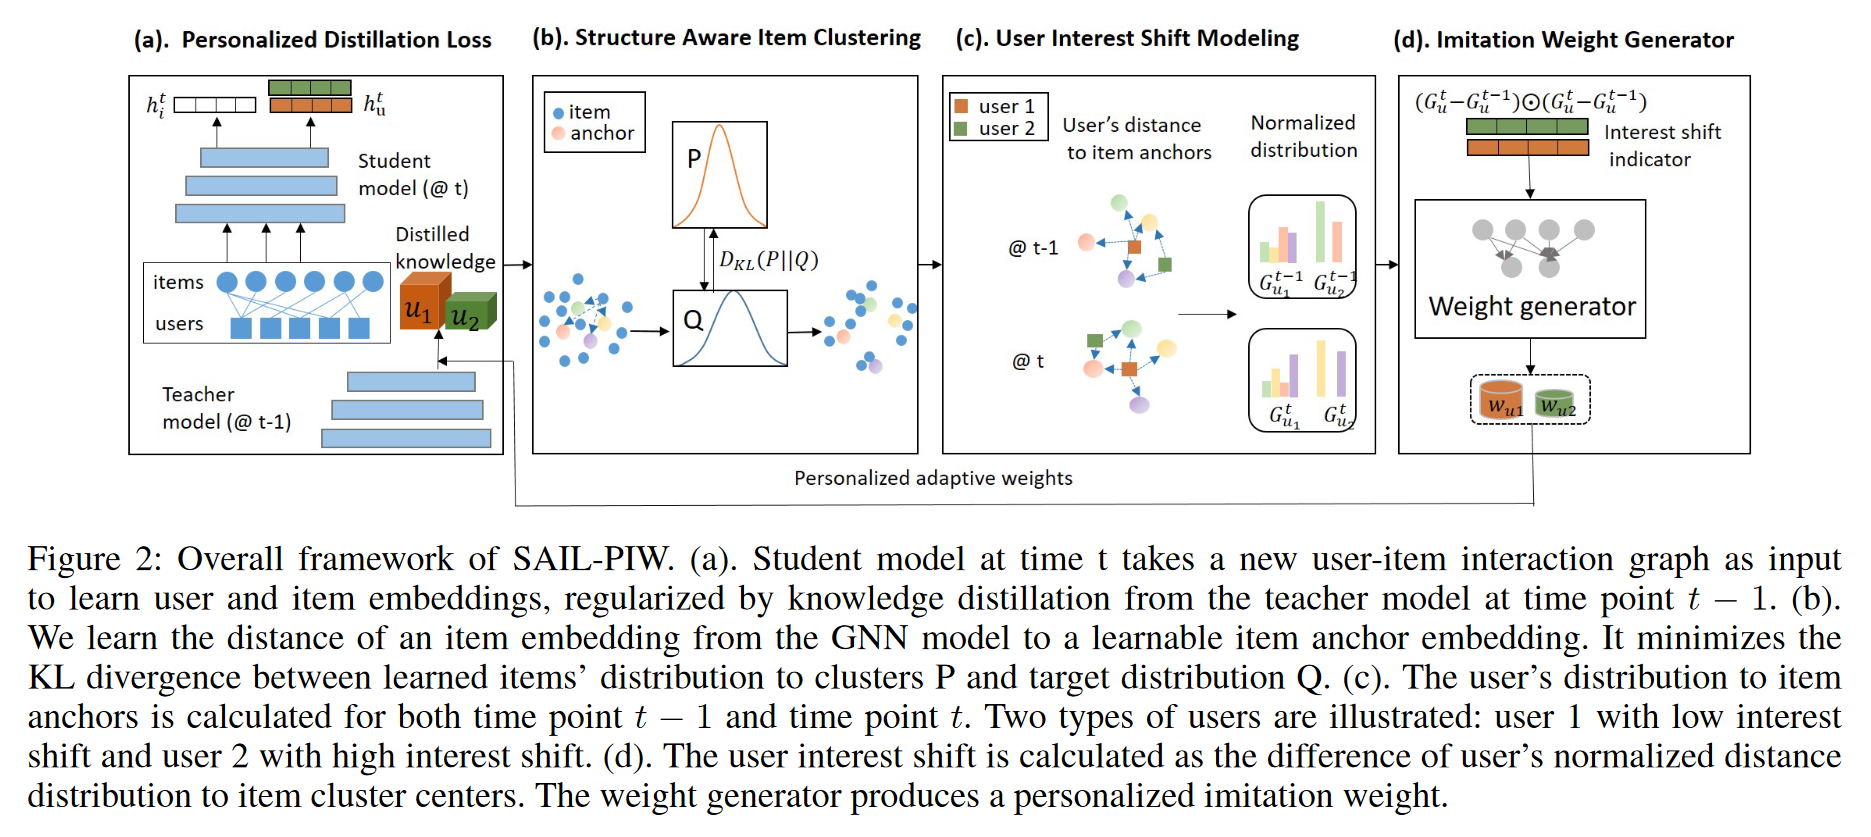 (a). Personalized Distillation Loss
h_i^t
h_u^t
Student
model (@ t)
Distilled
knowledge
items
users
u_1
u_2
Teacher
model (@ t-1)
(b). Structure Aware Item Clustering
item
anchor
P
D_{KL}(P||Q)
Q
(c). User Interest Shift Modeling
user 1
user 2
User's distance
to item anchors
Normalized
distribution
@ t-1
G_{u_1}^{t-1} G_{u_2}^{t-1}
@ t
G_{u_1}^t G_{u_2}^t
(d). Imitation Weight Generator
(G_u^t−G_u^{t−1})⊙(G_u^t−G_u^{t−1})
Interest shift
indicator
Weight generator
w_{u1}
w_{u2}
Personalized adaptive weights
Figure 2: Overall framework of SAIL-PIW. (a). Student model at time t takes a new user-item interaction graph as input
to learn user and item embeddings, regularized by knowledge distillation from the teacher model at time point t − 1. (b).
We learn the distance of an item embedding from the GNN model to a learnable item anchor embedding. It minimizes the
KL divergence between learned items' distribution to clusters P and target distribution Q. (c). The user's distribution to item
anchors is calculated for both time point t − 1 and time point t. Two types of users are illustrated: user 1 with low interest
shift and user 2 with high interest shift. (d). The user interest shift is calculated as the difference of user's normalized distance
distribution to item cluster centers. The weight generator produces a personalized imitation weight.